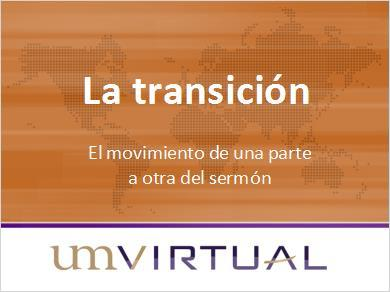 La transición
El movimiento de una parte
a otra del sermón
umVIRTUAL